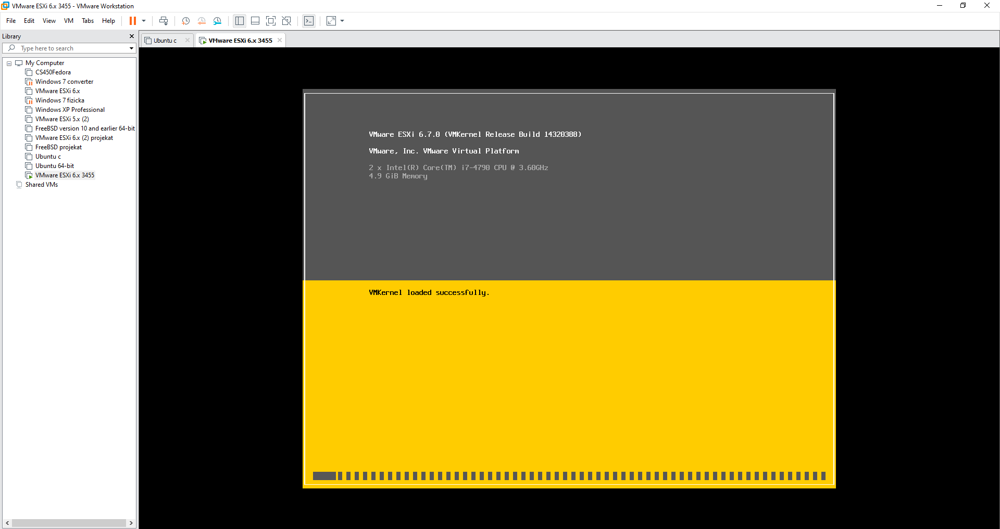 VMware ESXi 6.x 3455 - VMware Workstation
File Edit View VM Tabs Help
Library
Ubuntu c
VMware ESXi 6.x 3455
Type here to search
My Computer
CS450Fedora
Windows 7 converter
VMware ESXi 6.x
Windows 7 fizicka
Windows XP Professional
VMware ESXi 5.x (2)
FreeBSD version 10 and earlier 64-bit
VMware ESXi 6.x (2) projekat
FreeBSD projekat
Ubuntu c
Ubuntu 64-bit
VMware ESXi 6.x 3455
Shared VMs
VMware ESXi 6.7.0 (VMKernel Release Build 14320388)
VMware, Inc. VMware Virtual Platform
2 x Intel(R) Core(TM) i7-4790 CPU @ 3.60GHz
4.9 GiB Memory
VMKernel loaded successfully.